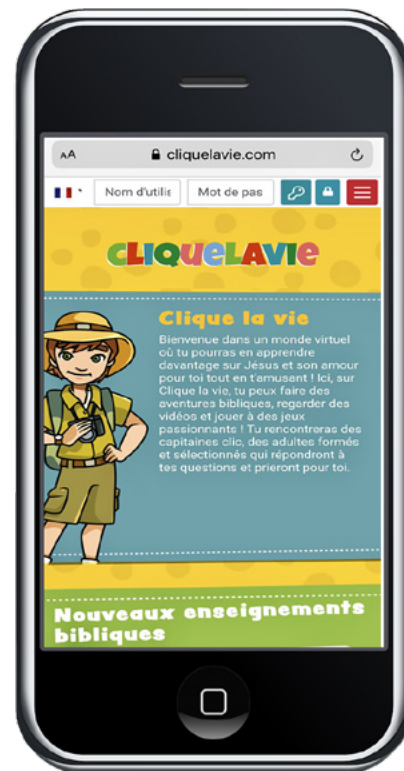 AA cliquelavie.com
Nom d'utilis Mot de pas
CLIQUELAVIE
Clique la vie
Bienvenue dans un monde virtuel
où tu pourras en apprendre
davantage sur Jésus et son amour
pour toi tout en t'amusant ! Ici, sur
Clique la vie, tu peux faire des
aventures bibliques, regarder des
vidéos et jouer à des jeux
passionnants ! Tu rencontreras des
capitaines clic, des adultes formés
et sélectionnés qui répondront à
tes questions et prieront pour toi.
Nouveaux enseignements
bibliques